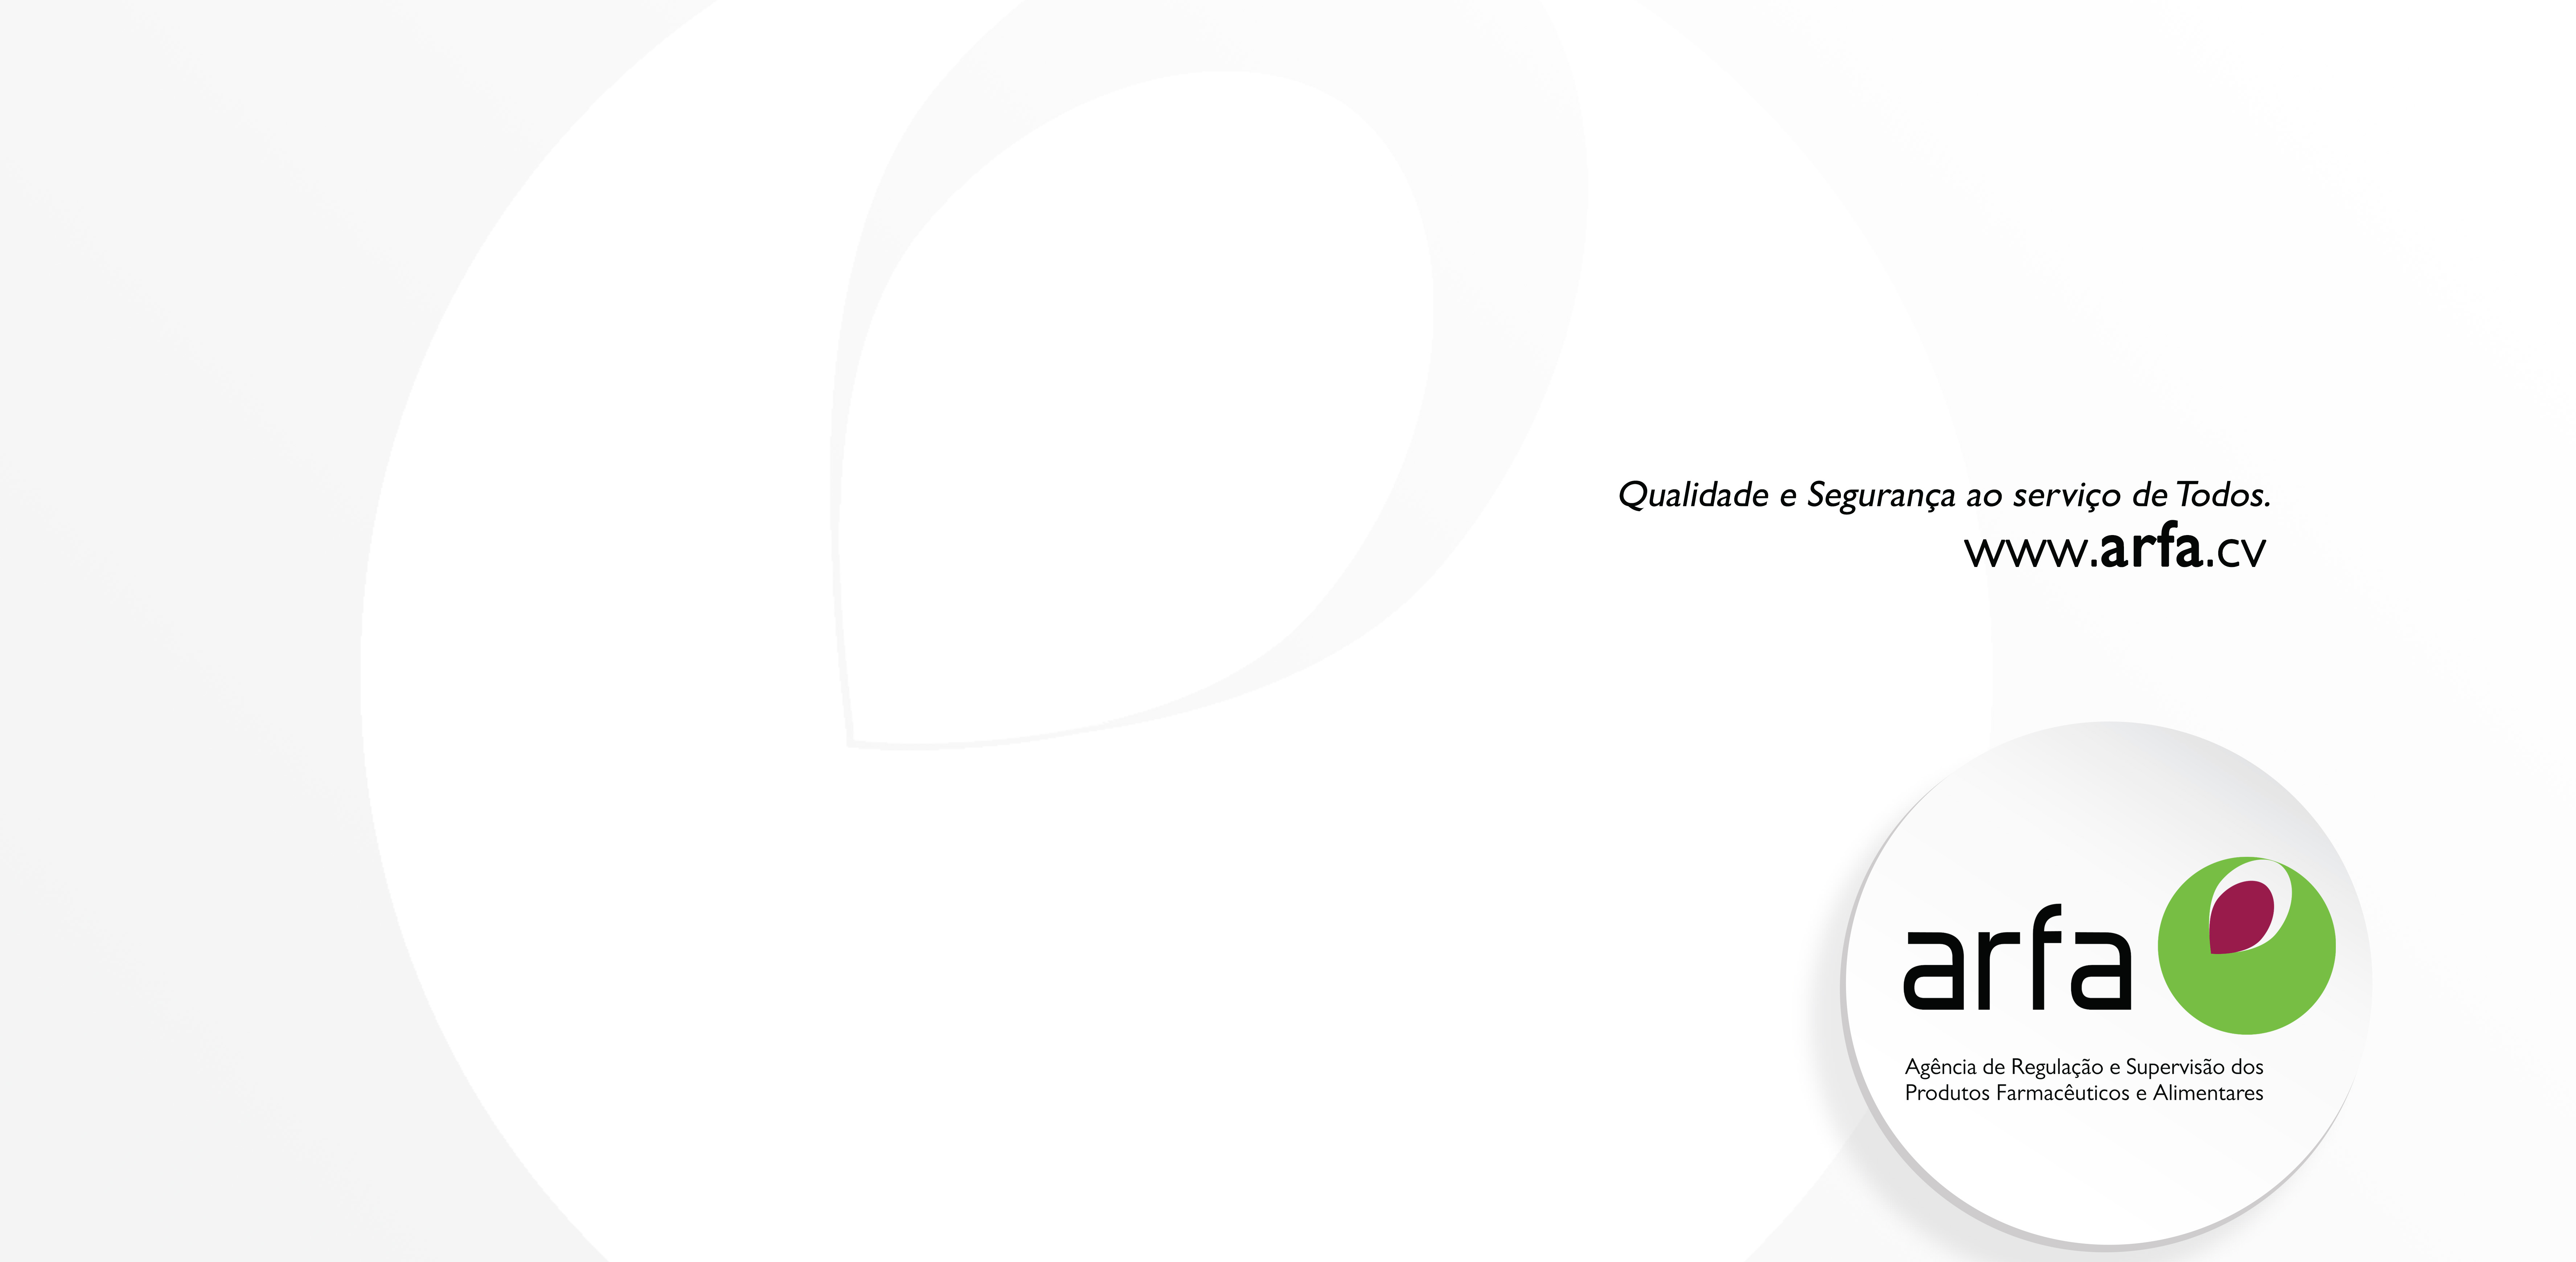 Qualidade e Segurança ao serviço de Todos.
www.arfa.cv
arfa
Agência de Regulação e Supervisão dos
Produtos Farmacêuticos e Alimentares